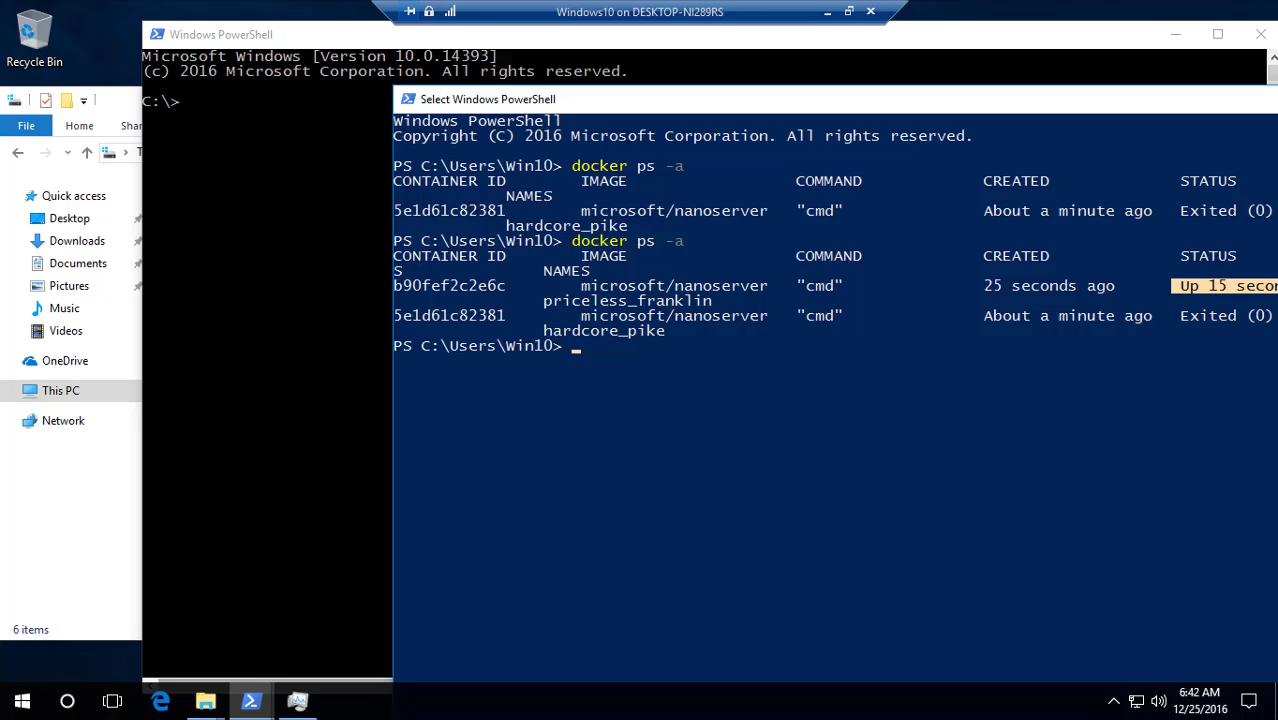 Windows10 on DESKTOP-NI289RS
Recycle Bin
Windows PowerShell
Microsoft Windows [Version 10.0.14393]
(c) 2016 Microsoft Corporation. All rights reserved.
C:\>
File Home Shar
T
Quick access
Desktop
Downloads
Documents
Pictures
Music
Videos
OneDrive
This PC
Network
6 items
Select Windows PowerShell
Windows PowerShell
Copyright (C) 2016 Microsoft Corporation. All rights reserved.
PS C:\Users\Win10> docker ps -a
CONTAINER ID IMAGE COMMAND CREATED STATUS
NAMES
5e1d61c82381 microsoft/nanoserver "cmd" About a minute ago Exited (0)
hardcore_pike
PS C:\Users\Win10> docker ps -a
CONTAINER ID IMAGE COMMAND CREATED STATUS
S NAMES
b90fef2c2e6c microsoft/nanoserver "cmd" 25 seconds ago Up 15 secon
priceless_franklin
5e1d61c82381 microsoft/nanoserver "cmd" About a minute ago Exited (0)
hardcore_pike
PS C:\Users\Win10>
6:42 AM
12/25/2016